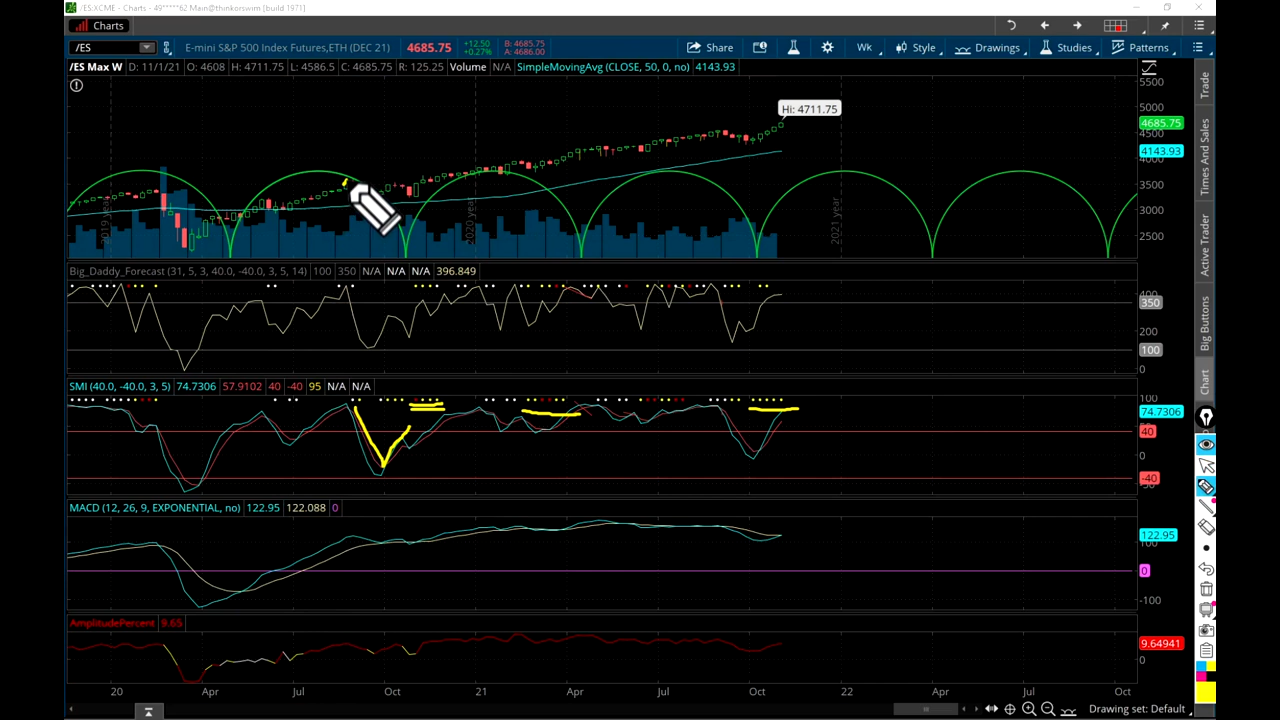 /ES:XCME - Charts - 49*****62 Main@thinkorswim [build 1971]
Charts
/ES E-mini S&P 500 Index Futures,ETH (DEC 21) 4685.75 +12.50 +0.27% B: 4685.75 A: 4686.00 Share Wk Style Drawings Studies Patterns
/ES Max W D: 11/1/21 O: 4608 H: 4711.75 L: 4586.5 C: 4685.75 R: 125.25 Volume N/A SimpleMovingAvg (CLOSE, 50, 0, no) 4143.93
Hi: 4711.75
5500
5000
4685.75
4500
4143.93
4000
3500
3000
2500
2019 year
2020 year
2021 year
Big_Daddy_Forecast (31, 5, 3, 40.0, -40.0, 3, 5, 14) 100 350 N/A N/A N/A 396.849
400
350
200
100
0
SMI (40.0, -40.0, 3, 5) 74.7306 57.9102 40 -40 95 N/A N/A
100
74.7306
40
0
-40
MACD (12, 26, 9, EXPONENTIAL, no) 122.95 122.088 0
122.95
100
0
-100
AmplitudePercent 9.65
9.64941
0
20 Apr Jul Oct 21 Apr Jul Oct 22 Apr Jul Oct
Drawing set: Default
Trade
Times And Sales
Active Trader
Big Buttons
Chart